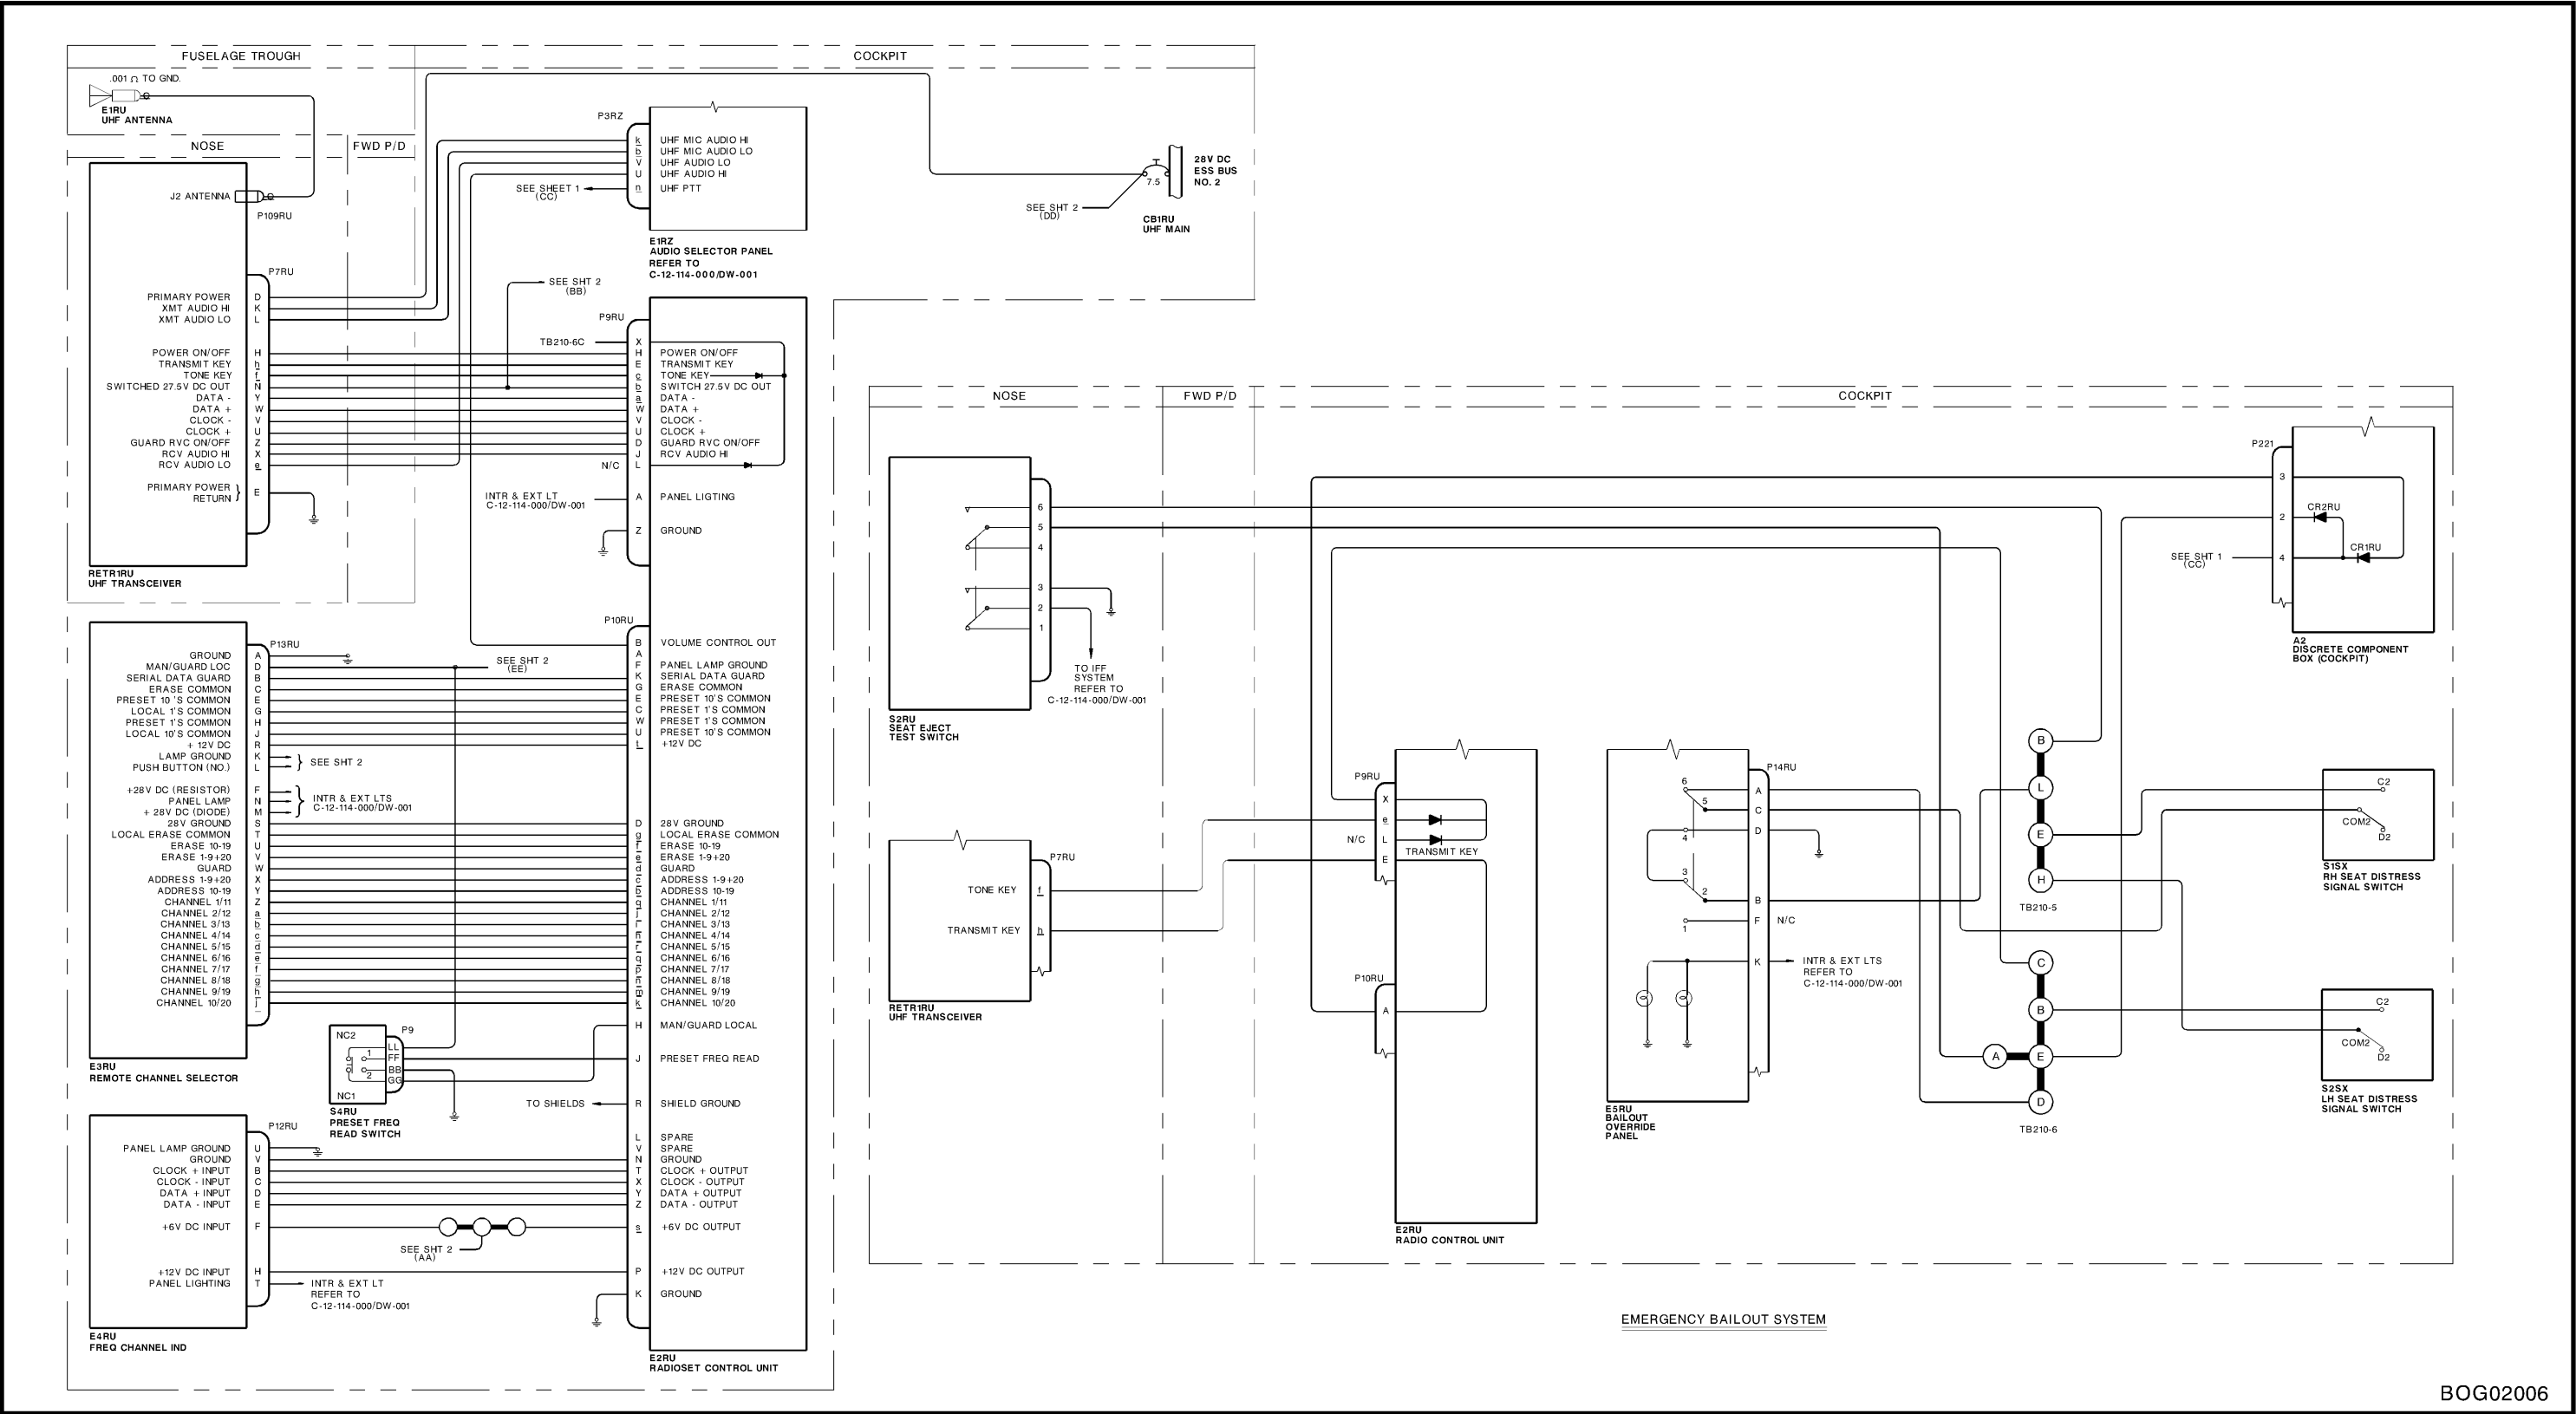 FUSELAGE TROUGH
COCKPIT
.001 Ω TO GND.
E1RU
UHF ANTENNA
NOSE
FWD P/D
J2 ANTENNA
P109RU
P7RU
PRIMARY POWER D
XMT AUDIO HI K
XMT AUDIO LO L
POWER ON/OFF H
TRANSMIT KEY h
TONE KEY f
SWITCHED 27.5V DC OUT N
DATA - Y
DATA + W
CLOCK - V
CLOCK + U
GUARD RVC ON/OFF Z
RCV AUDIO HI X
RCV AUDIO LO e
PRIMARY POWER
RETURN } E
RETR1RU
UHF TRANSCEIVER
P3RZ
k UHF MIC AUDIO HI
b UHF MIC AUDIO LO
V UHF AUDIO LO
U UHF AUDIO HI
SEE SHEET 1
(CC)
n UHF PTT
E1RZ
AUDIO SELECTOR PANEL
REFER TO
C-12-114-000/DW-001
28V DC
ESS BUS
NO. 2
7.5
SEE SHT 2
(DD)
CB1RU
UHF MAIN
SEE SHT 2
(BB)
P9RU
TB210-6C X
H POWER ON/OFF
E TRANSMIT KEY
c TONE KEY
b SWITCH 27.5V DC OUT
a DATA -
W DATA +
V CLOCK -
U CLOCK +
D GUARD RVC ON/OFF
J RCV AUDIO HI
N/C L
INTR & EXT LT
C-12-114-000/DW-001
A PANEL LIGTING
Z GROUND
P10RU
B VOLUME CONTROL OUT
A
F PANEL LAMP GROUND
K SERIAL DATA GUARD
G ERASE COMMON
E PRESET 10'S COMMON
C PRESET 1'S COMMON
W PRESET 1'S COMMON
U PRESET 10'S COMMON
t +12V DC
D 28V GROUND
g LOCAL ERASE COMMON
f ERASE 10-19
e ERASE 1-9+20
d GUARD
c ADDRESS 1-9+20
b ADDRESS 10-19
CHANNEL 1/11
j CHANNEL 2/12
CHANNEL 3/13
CHANNEL 4/14
r CHANNEL 5/15
q CHANNEL 6/16
p CHANNEL 7/17
n CHANNEL 8/18
m CHANNEL 9/19
k CHANNEL 10/20
H MAN/GUARD LOCAL
J PRESET FREQ READ
TO SHIELDS R SHIELD GROUND
L SPARE
V SPARE
N GROUND
T CLOCK + OUTPUT
X CLOCK - OUTPUT
Y DATA + OUTPUT
Z DATA - OUTPUT
s +6V DC OUTPUT
P +12V DC OUTPUT
K GROUND
E2RU
RADIOSET CONTROL UNIT
P13RU
GROUND A
MAN/GUARD LOC D
SEE SHT 2
(EE)
SERIAL DATA GUARD B
ERASE COMMON C
PRESET 10'S COMMON E
LOCAL 1'S COMMON G
PRESET 1'S COMMON H
LOCAL 10'S COMMON J
+ 12V DC R
LAMP GROUND K
PUSH BUTTON (NO.) L
} SEE SHT 2
+28V DC (RESISTOR) F
PANEL LAMP N
+ 28V DC (DIODE) M
INTR & EXT LTS
C-12-114-000/DW-001
28V GROUND S
LOCAL ERASE COMMON T
ERASE 10-19 U
ERASE 1-9+20 V
GUARD W
ADDRESS 1-9+20 X
ADDRESS 10-19 Y
CHANNEL 1/11 Z
CHANNEL 2/12 a
CHANNEL 3/13 b
CHANNEL 4/14 c
CHANNEL 5/15 d
CHANNEL 6/16 e
CHANNEL 7/17 f
CHANNEL 8/18 g
CHANNEL 9/19 h
CHANNEL 10/20 j
E3RU
REMOTE CHANNEL SELECTOR
NC2
P9
LL
1 FF
BB
2 GG
NC1
S4RU
PRESET FREQ
READ SWITCH
P12RU
PANEL LAMP GROUND U
GROUND V
CLOCK + INPUT B
CLOCK - INPUT C
DATA + INPUT D
DATA - INPUT E
+6V DC INPUT F
SEE SHT 2
(AA)
+12V DC INPUT H
PANEL LIGHTING T
INTR & EXT LT
REFER TO
C-12-114-000/DW-001
E4RU
FREQ CHANNEL IND
NOSE
FWD P/D
COCKPIT
6
5
4
3
2
1
TO IFF
SYSTEM
REFER TO
C-12-114-000/DW-001
S2RU
SEAT EJECT
TEST SWITCH
P7RU
TONE KEY f
TRANSMIT KEY h
RETR1RU
UHF TRANSCEIVER
P9RU
X
e
N/C L
TRANSMIT KEY
E
P10RU
A
E2RU
RADIO CONTROL UNIT
P14RU
6 A
5 C
4 D
3
2 B
1 F N/C
K
INTR & EXT LTS
REFER TO
C-12-114-000/DW-001
E5RU
BAILOUT
OVERRIDE
PANEL
B
L
E
H
TB210-5
C
B
A E
D
TB210-6
P221
3
2 CR2RU
SEE SHT 1
(CC)
4 CR1RU
A2
DISCRETE COMPONENT
BOX (COCKPIT)
C2
COM2
D2
S1SX
RH SEAT DISTRESS
SIGNAL SWITCH
C2
COM2
D2
S2SX
LH SEAT DISTRESS
SIGNAL SWITCH
EMERGENCY BAILOUT SYSTEM
BOG02006